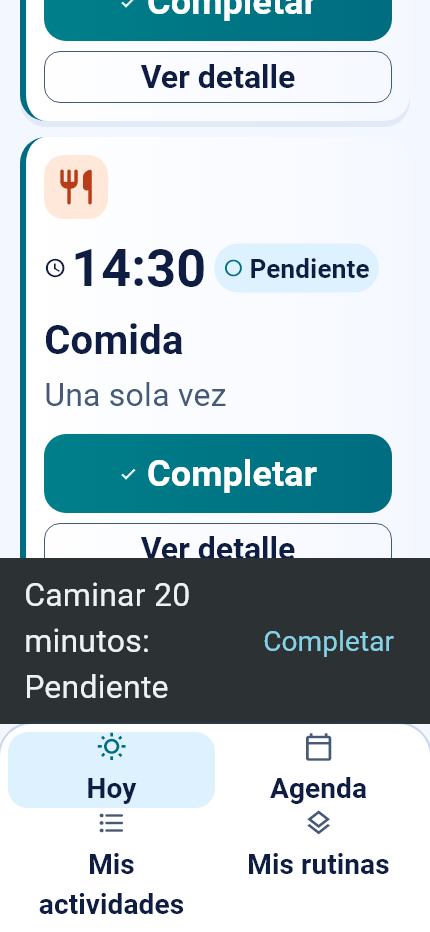 Completar
Ver detalle
14:30 Pendiente
Comida
Una sola vez
Completar
Ver detalle
Caminar 20
minutos:
Pendiente
Completar
Hoy
Agenda
Mis
actividades
Mis rutinas